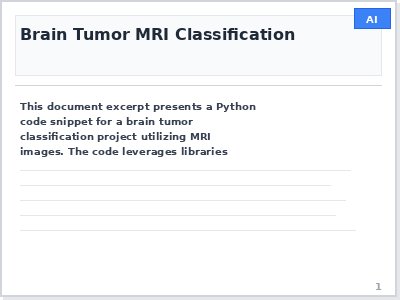 AI
Brain Tumor MRI Classification
This document excerpt presents a Python
code snippet for a brain tumor
classification project utilizing MRI
images. The code leverages libraries
1